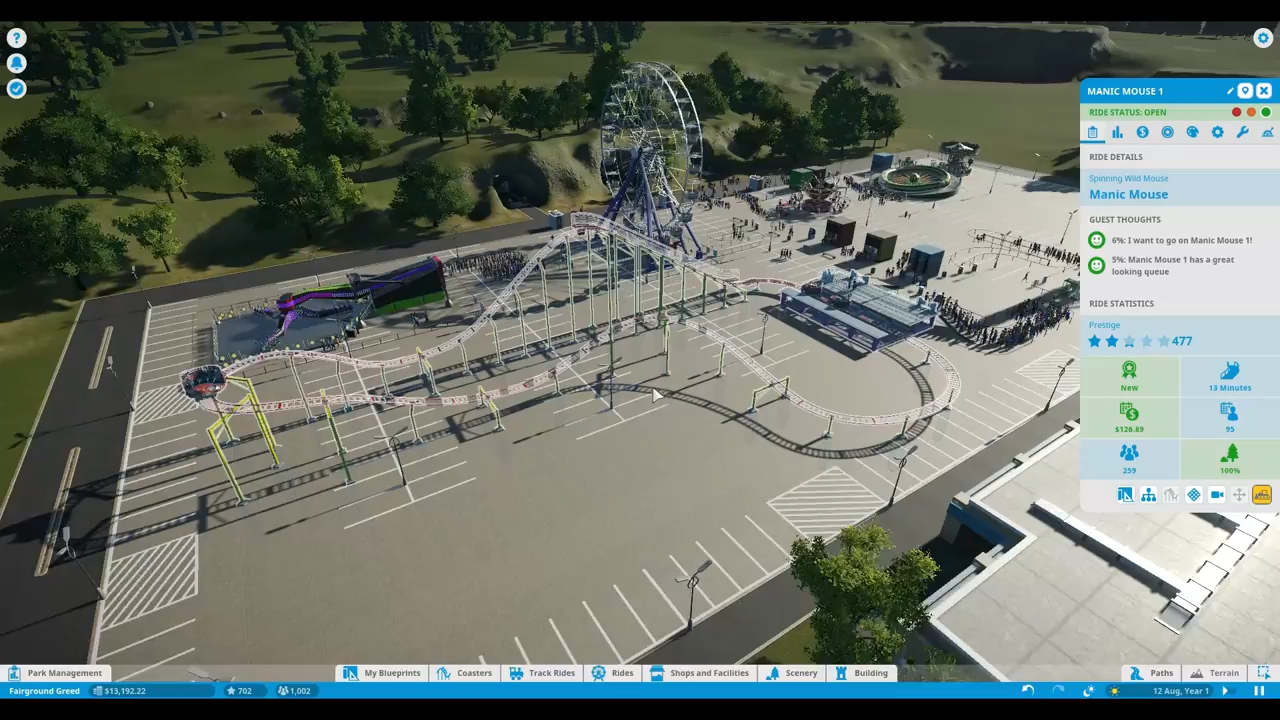 MANIC MOUSE 1
RIDE STATUS: OPEN
RIDE DETAILS
Spinning Wild Mouse
Manic Mouse
GUEST THOUGHTS
6%: I want to go on Manic Mouse 1!
5%: Manic Mouse 1 has a great
looking queue
RIDE STATISTICS
Prestige
477
New
13 Minutes
$126.89
95
259
100%
Park Management
My Blueprints
Coasters
Track Rides
Rides
Shops and Facilities
Scenery
Building
Paths
Terrain
Fairground Greed
$13,192.22
702
1,002
12 Aug, Year 1